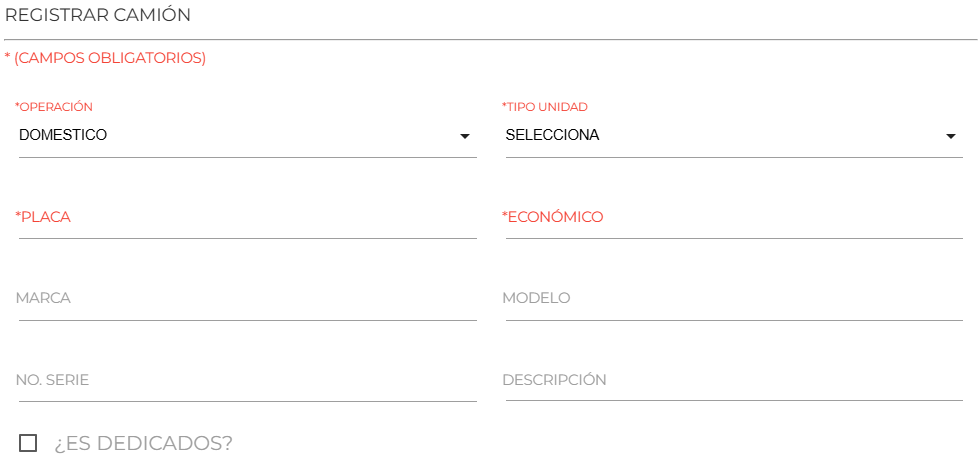 REGISTRAR CAMIÓN
* (CAMPOS OBLIGATORIOS)
*OPERACIÓN
*TIPO UNIDAD
DOMESTICO
SELECCIONA
*PLACA
*ECONÓMICO
MARCA
MODELO
NO. SERIE
DESCRIPCIÓN
¿ES DEDICADOS?